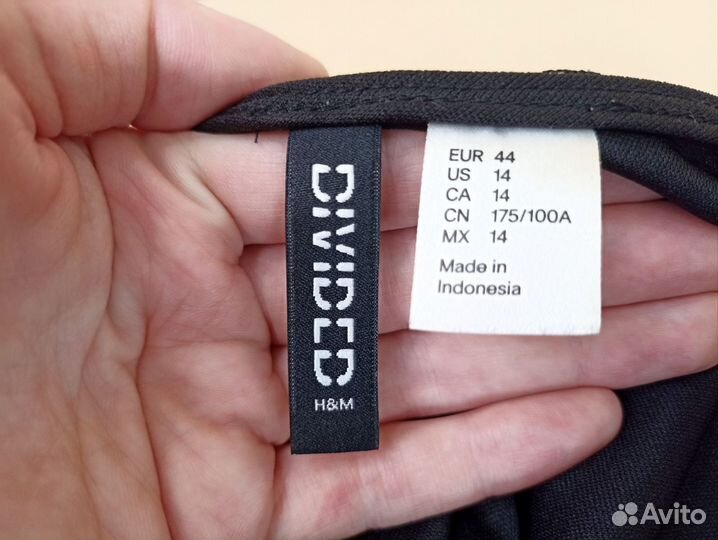 DIVIDED
H&M
EUR 44
US 14
CA 14
CN 175/100A
MX 14
Made in
Indonesia
Avito